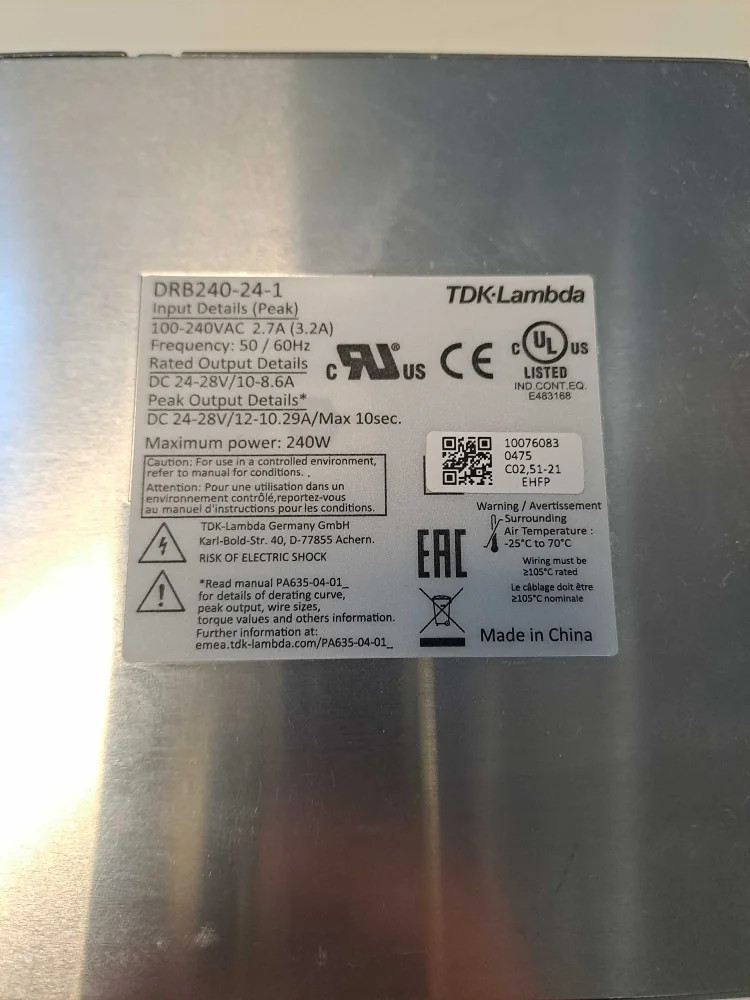 DRB240-24-1
TDK·Lambda
Input Details (Peak)
100-240VAC 2.7A (3.2A)
Frequency: 50 / 60Hz
Rated Output Details
DC 24-28V/10-8.6A
Peak Output Details*
DC 24-28V/12-10.29A/Max 10sec.
Maximum power: 240W
C RU ® US
CE
C UL US
LISTED
IND.CONT.EQ.
E483168
10076083
0475
C02,51-21
EHFP
Caution: For use in a controlled environment,
refer to manual for conditions. .
Attention: Pour une utilisation dans un
environnement contrôlé,reportez-vous
au manuel d'instructions pour les conditions.
TDK-Lambda Germany GmbH
Karl-Bold-Str. 40, D-77855 Achern.
RISK OF ELECTRIC SHOCK
*Read manual PA635-04-01_
for details of derating curve,
peak output, wire sizes,
torque values and others information.
Further information at:
emea.tdk-lambda.com/PA635-04-01_
EAC
Warning / Avertissement
Surrounding
Air Temperature :
-25°C to 70°C
Wiring must be
≥105°C rated
Le câblage doit être
≥105°C nominale
Made in China